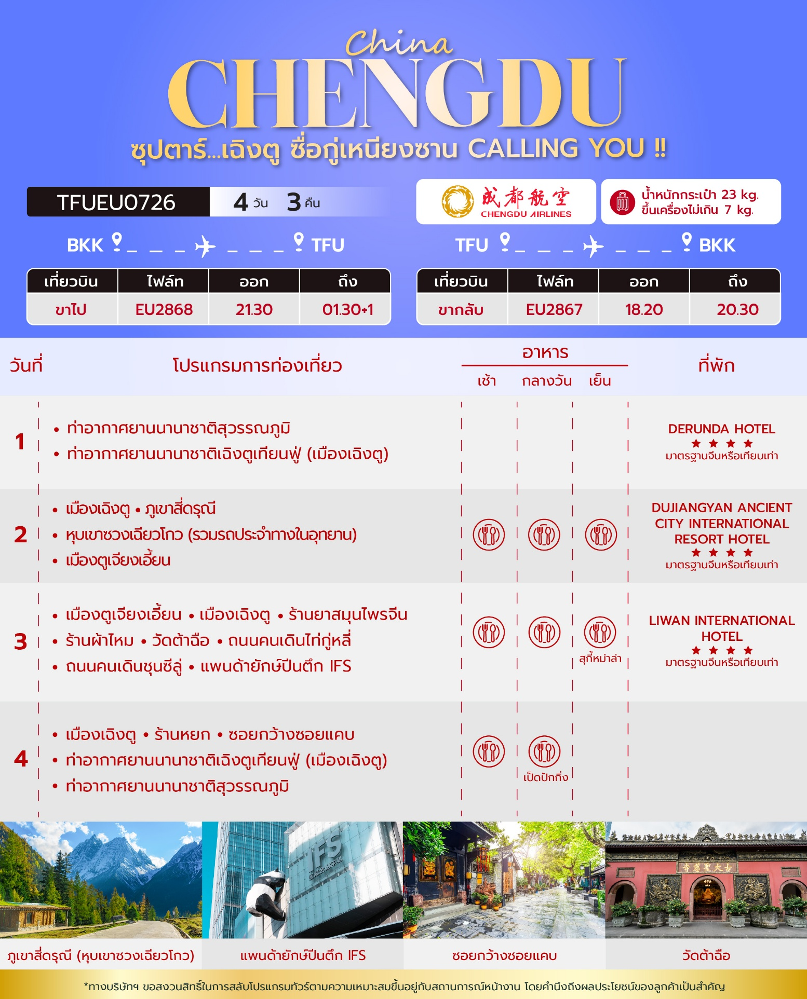 China
CHENGDU
ซุปตาร์...เฉิงตู ซื่อกู่เหนียงซาน CALLING YOU !!
TFUEU0726 4 วัน 3 คืน
成都航空
CHENGDU AIRLINES
น้ำหนักกระเป๋า 23 kg.
ขึ้นเครื่องไม่เกิน 7 kg.
BKK TFU
TFU BKK
เที่ยวบิน ไฟล์ท ออก ถึง
ขาไป EU2868 21.30 01.30+1
เที่ยวบิน ไฟล์ท ออก ถึง
ขากลับ EU2867 18.20 20.30
วันที่ โปรแกรมการท่องเที่ยว อาหาร ที่พัก
เช้า กลางวัน เย็น
1
• ท่าอากาศยานนานาชาติสุวรรณภูมิ
• ท่าอากาศยานนานาชาติเฉิงตูเทียนฟู่ (เมืองเฉิงตู)
DERUNDA HOTEL
มาตรฐานจีนหรือเทียบเท่า
2
• เมืองเฉิงตู • ภูเขาสี่ดรุณี
• หุบเขาซวงเฉียวโกว (รวมรถประจำทางในอุทยาน)
• เมืองตูเจียงเอี้ยน
DUJIANGYAN ANCIENT
CITY INTERNATIONAL
RESORT HOTEL
มาตรฐานจีนหรือเทียบเท่า
3
• เมืองตูเจียงเอี้ยน • เมืองเฉิงตู • ร้านยาสมุนไพรจีน
• ร้านผ้าไหม • วัดต้าฉือ • ถนนคนเดินไท่กู่หลี่
• ถนนคนเดินชุนซีลู่ • แพนด้ายักษ์ปีนตึก IFS
สุกี้หม่าล่า
LIWAN INTERNATIONAL
HOTEL
มาตรฐานจีนหรือเทียบเท่า
4
• เมืองเฉิงตู • ร้านหยก • ซอยกว้างซอยแคบ
• ท่าอากาศยานนานาชาติเฉิงตูเทียนฟู่ (เมืองเฉิงตู)
• ท่าอากาศยานนานาชาติสุวรรณภูมิ
เป็ดปักกิ่ง
IFS
古大聖慈寺
ภูเขาสี่ดรุณี (หุบเขาซวงเฉียวโกว)
แพนด้ายักษ์ปีนตึก IFS
ซอยกว้างซอยแคบ
วัดต้าฉือ
*ทางบริษัทฯ ขอสงวนสิทธิ์ในการสลับโปรแกรมทัวร์ตามความเหมาะสมขึ้นอยู่กับสถานการณ์หน้างาน โดยคำนึงถึงผลประโยชน์ของลูกค้าเป็นสำคัญ